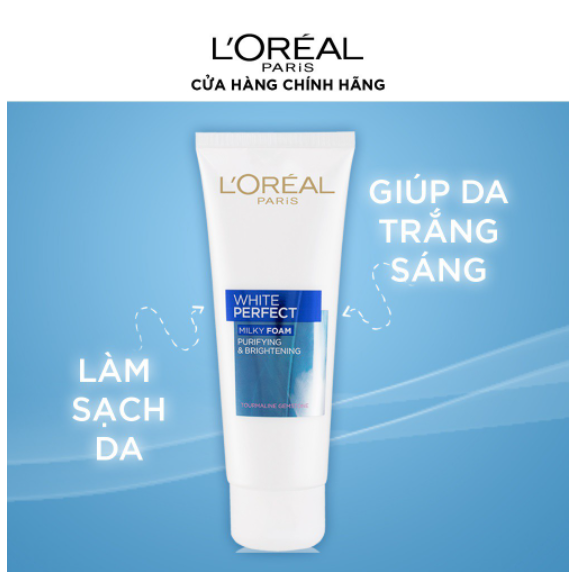 L'ORÉAL
PARiS
CỬA HÀNG CHÍNH HÃNG
L'ORÉAL
PARiS
GIÚP DA
TRẮNG
SÁNG
WHITE
PERFECT
MILKY FOAM
PURIFYING
& BRIGHTENING
LÀM
SẠCH
DA
TOURMALINE